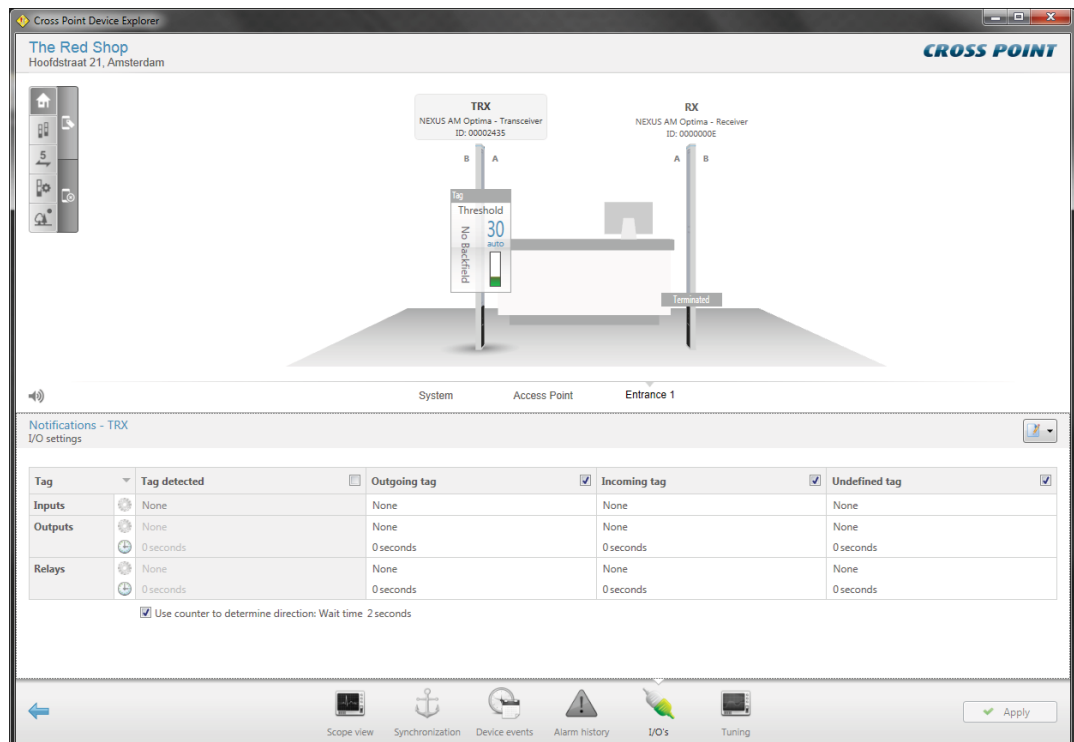 Cross Point Device Explorer
The Red Shop
Hoofdstraat 21, Amsterdam
CROSS POINT
5
TRX
NEXUS AM Optima - Transceiver
ID: 00002435
RX
NEXUS AM Optima - Receiver
ID: 0000000E
B A
A B
Tag
Threshold
No Backfield
30
auto
Terminated
System Access Point Entrance 1
Notifications - TRX
I/O settings
Tag Tag detected Outgoing tag Incoming tag Undefined tag
Inputs None None None None
Outputs None None None None
0 seconds 0 seconds 0 seconds 0 seconds
Relays None None None None
0 seconds 0 seconds 0 seconds 0 seconds
Use counter to determine direction: Wait time 2 seconds
Scope view Synchronization Device events Alarm history I/O's Tuning
Apply